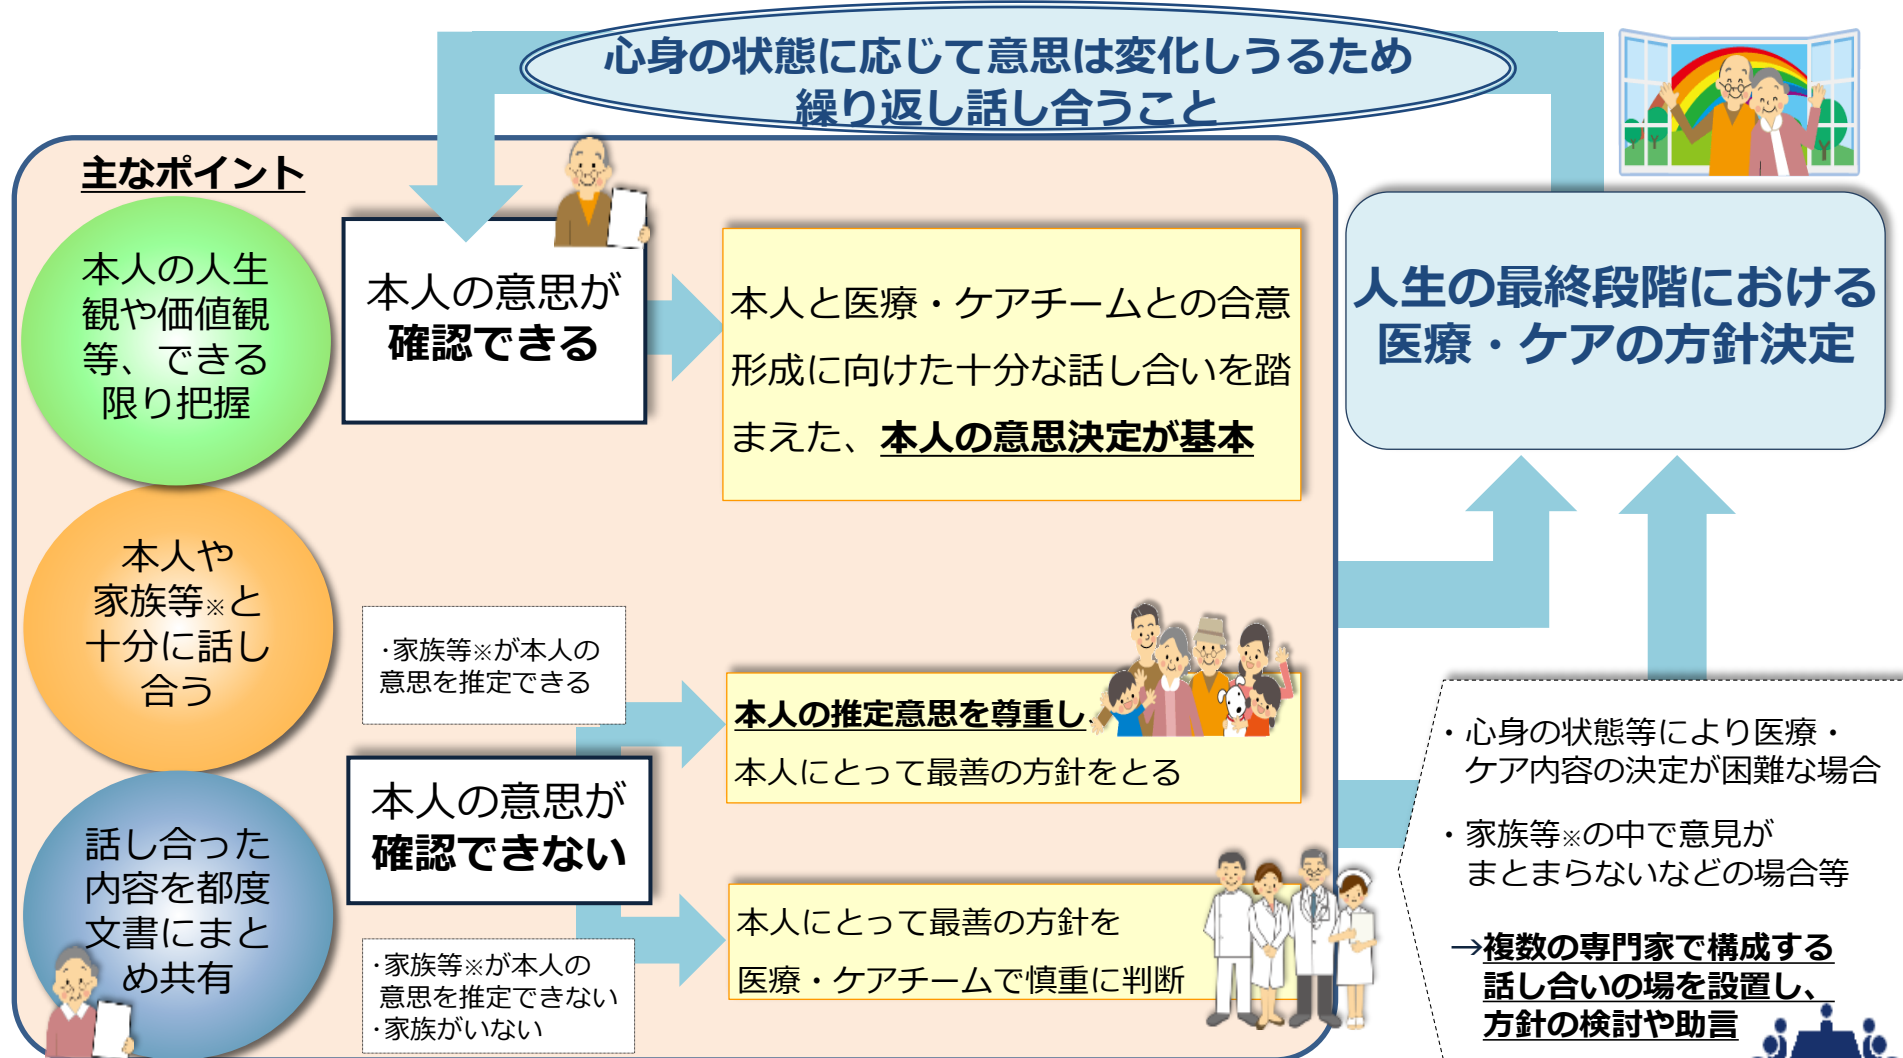 心身の状態に応じて意思は変化しうるため
繰り返し話し合うこと
主なポイント
本人の人生
観や価値観
等、できる
限り把握
本人や
家族等※と
十分に話し
合う
話し合った
内容を都度
文書にまと
め共有
本人の意思が
確認できる
本人と医療・ケアチームとの合意
形成に向けた十分な話し合いを踏
まえた、本人の意思決定が基本
・家族等※が本人の
意思を推定できる
本人の意思が
確認できない
・家族等※が本人の
意思を推定できない
・家族がいない
本人の推定意思を尊重し、
本人にとって最善の方針をとる
本人にとって最善の方針を
医療・ケアチームで慎重に判断
人生の最終段階における
医療・ケアの方針決定
・心身の状態等により医療・
ケア内容の決定が困難な場合
・家族等※の中で意見が
まとまらないなどの場合等
→複数の専門家で構成する
話し合いの場を設置し、
方針の検討や助言